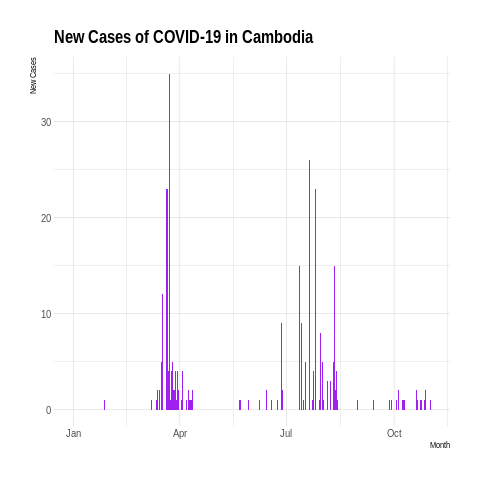 New Cases of COVID-19 in Cambodia
New Cases
30
20
10
0
Jan Apr Jul Oct
Month